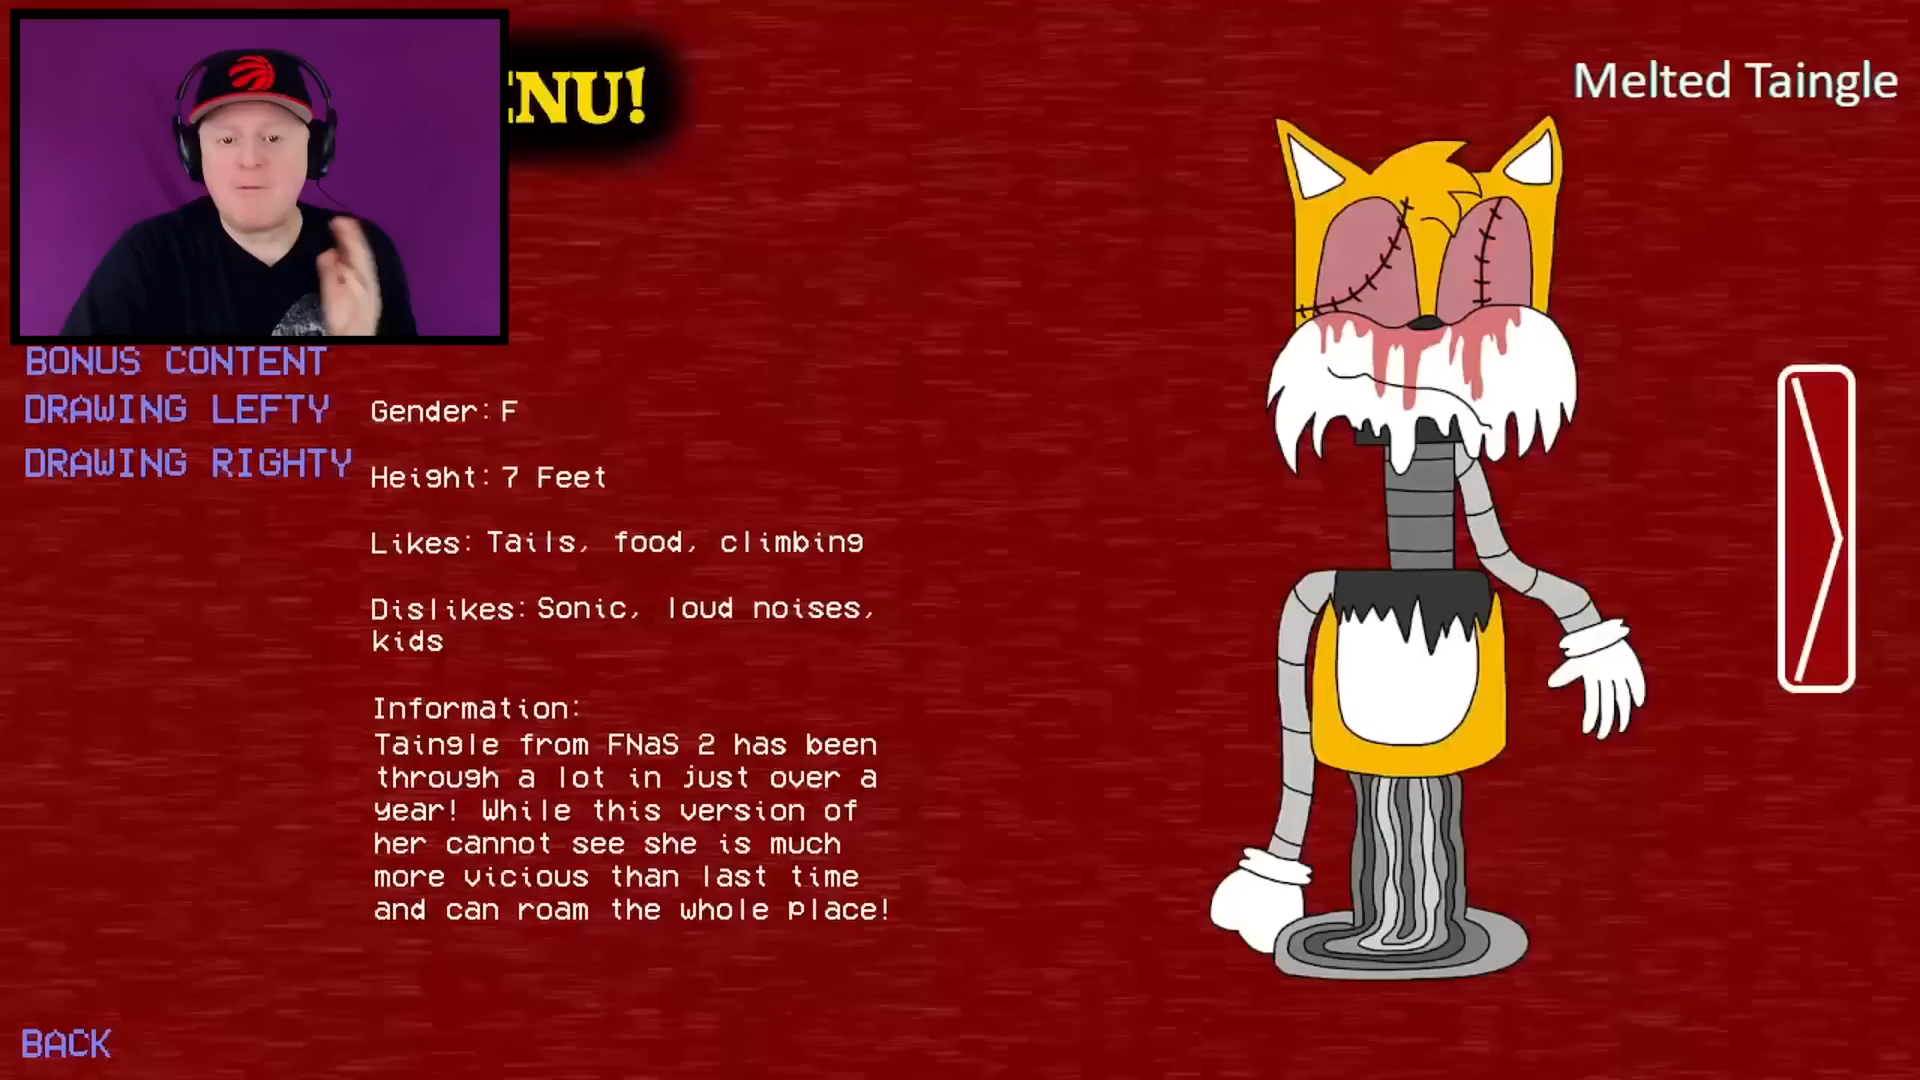 ENU!
Melted Taingle
BONUS CONTENT
DRAWING LEFTY
DRAWING RIGHTY
Gender: F
Height: 7 Feet
Likes: Tails, food, climbing
Dislikes: Sonic, loud noises,
kids
Information:
Taingle from FNaS 2 has been
through a lot in just over a
year! While this version of
her cannot see she is much
more vicious than last time
and can roam the whole place!
BACK